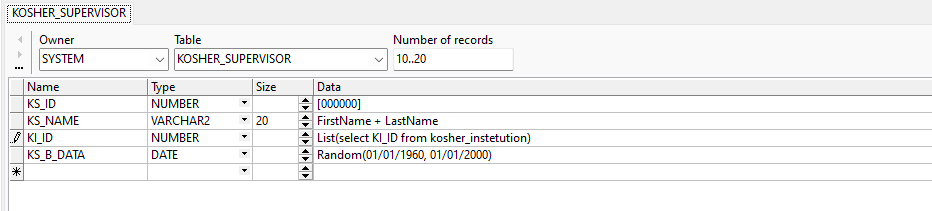 KOSHER_SUPERVISOR
Owner Table Number of records
SYSTEM KOSHER_SUPERVISOR 10..20
Name Type Size Data
KS_ID NUMBER [000000]
KS_NAME VARCHAR2 20 FirstName + LastName
KI_ID NUMBER List(select KI_ID from kosher_instetution)
KS_B_DATA DATE Random(01/01/1960, 01/01/2000)